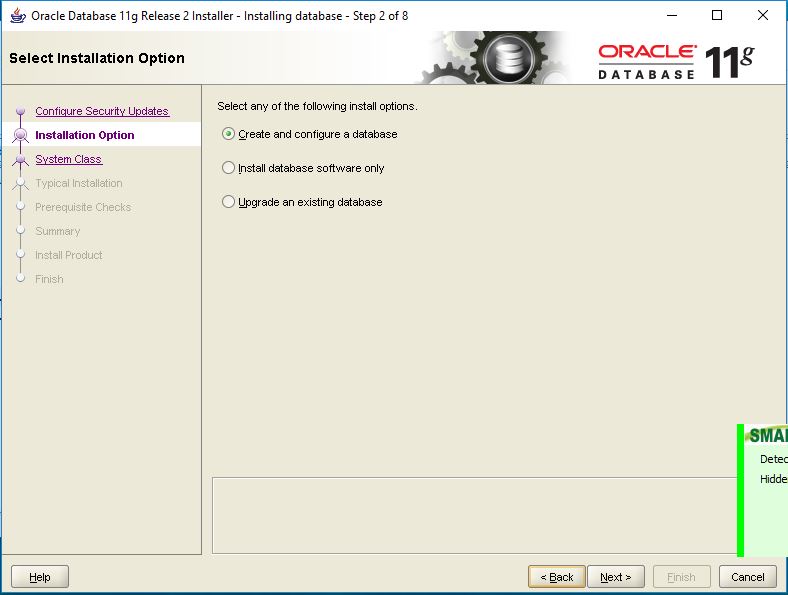 Oracle Database 11g Release 2 Installer - Installing database - Step 2 of 8
Select Installation Option
ORACLE
DATABASE 11g
Configure Security Updates
Installation Option
System Class
Typical Installation
Prerequisite Checks
Summary
Install Product
Finish
Select any of the following install options.
Create and configure a database
Install database software only
Upgrade an existing database
Help
< Back
Next >
Finish
Cancel